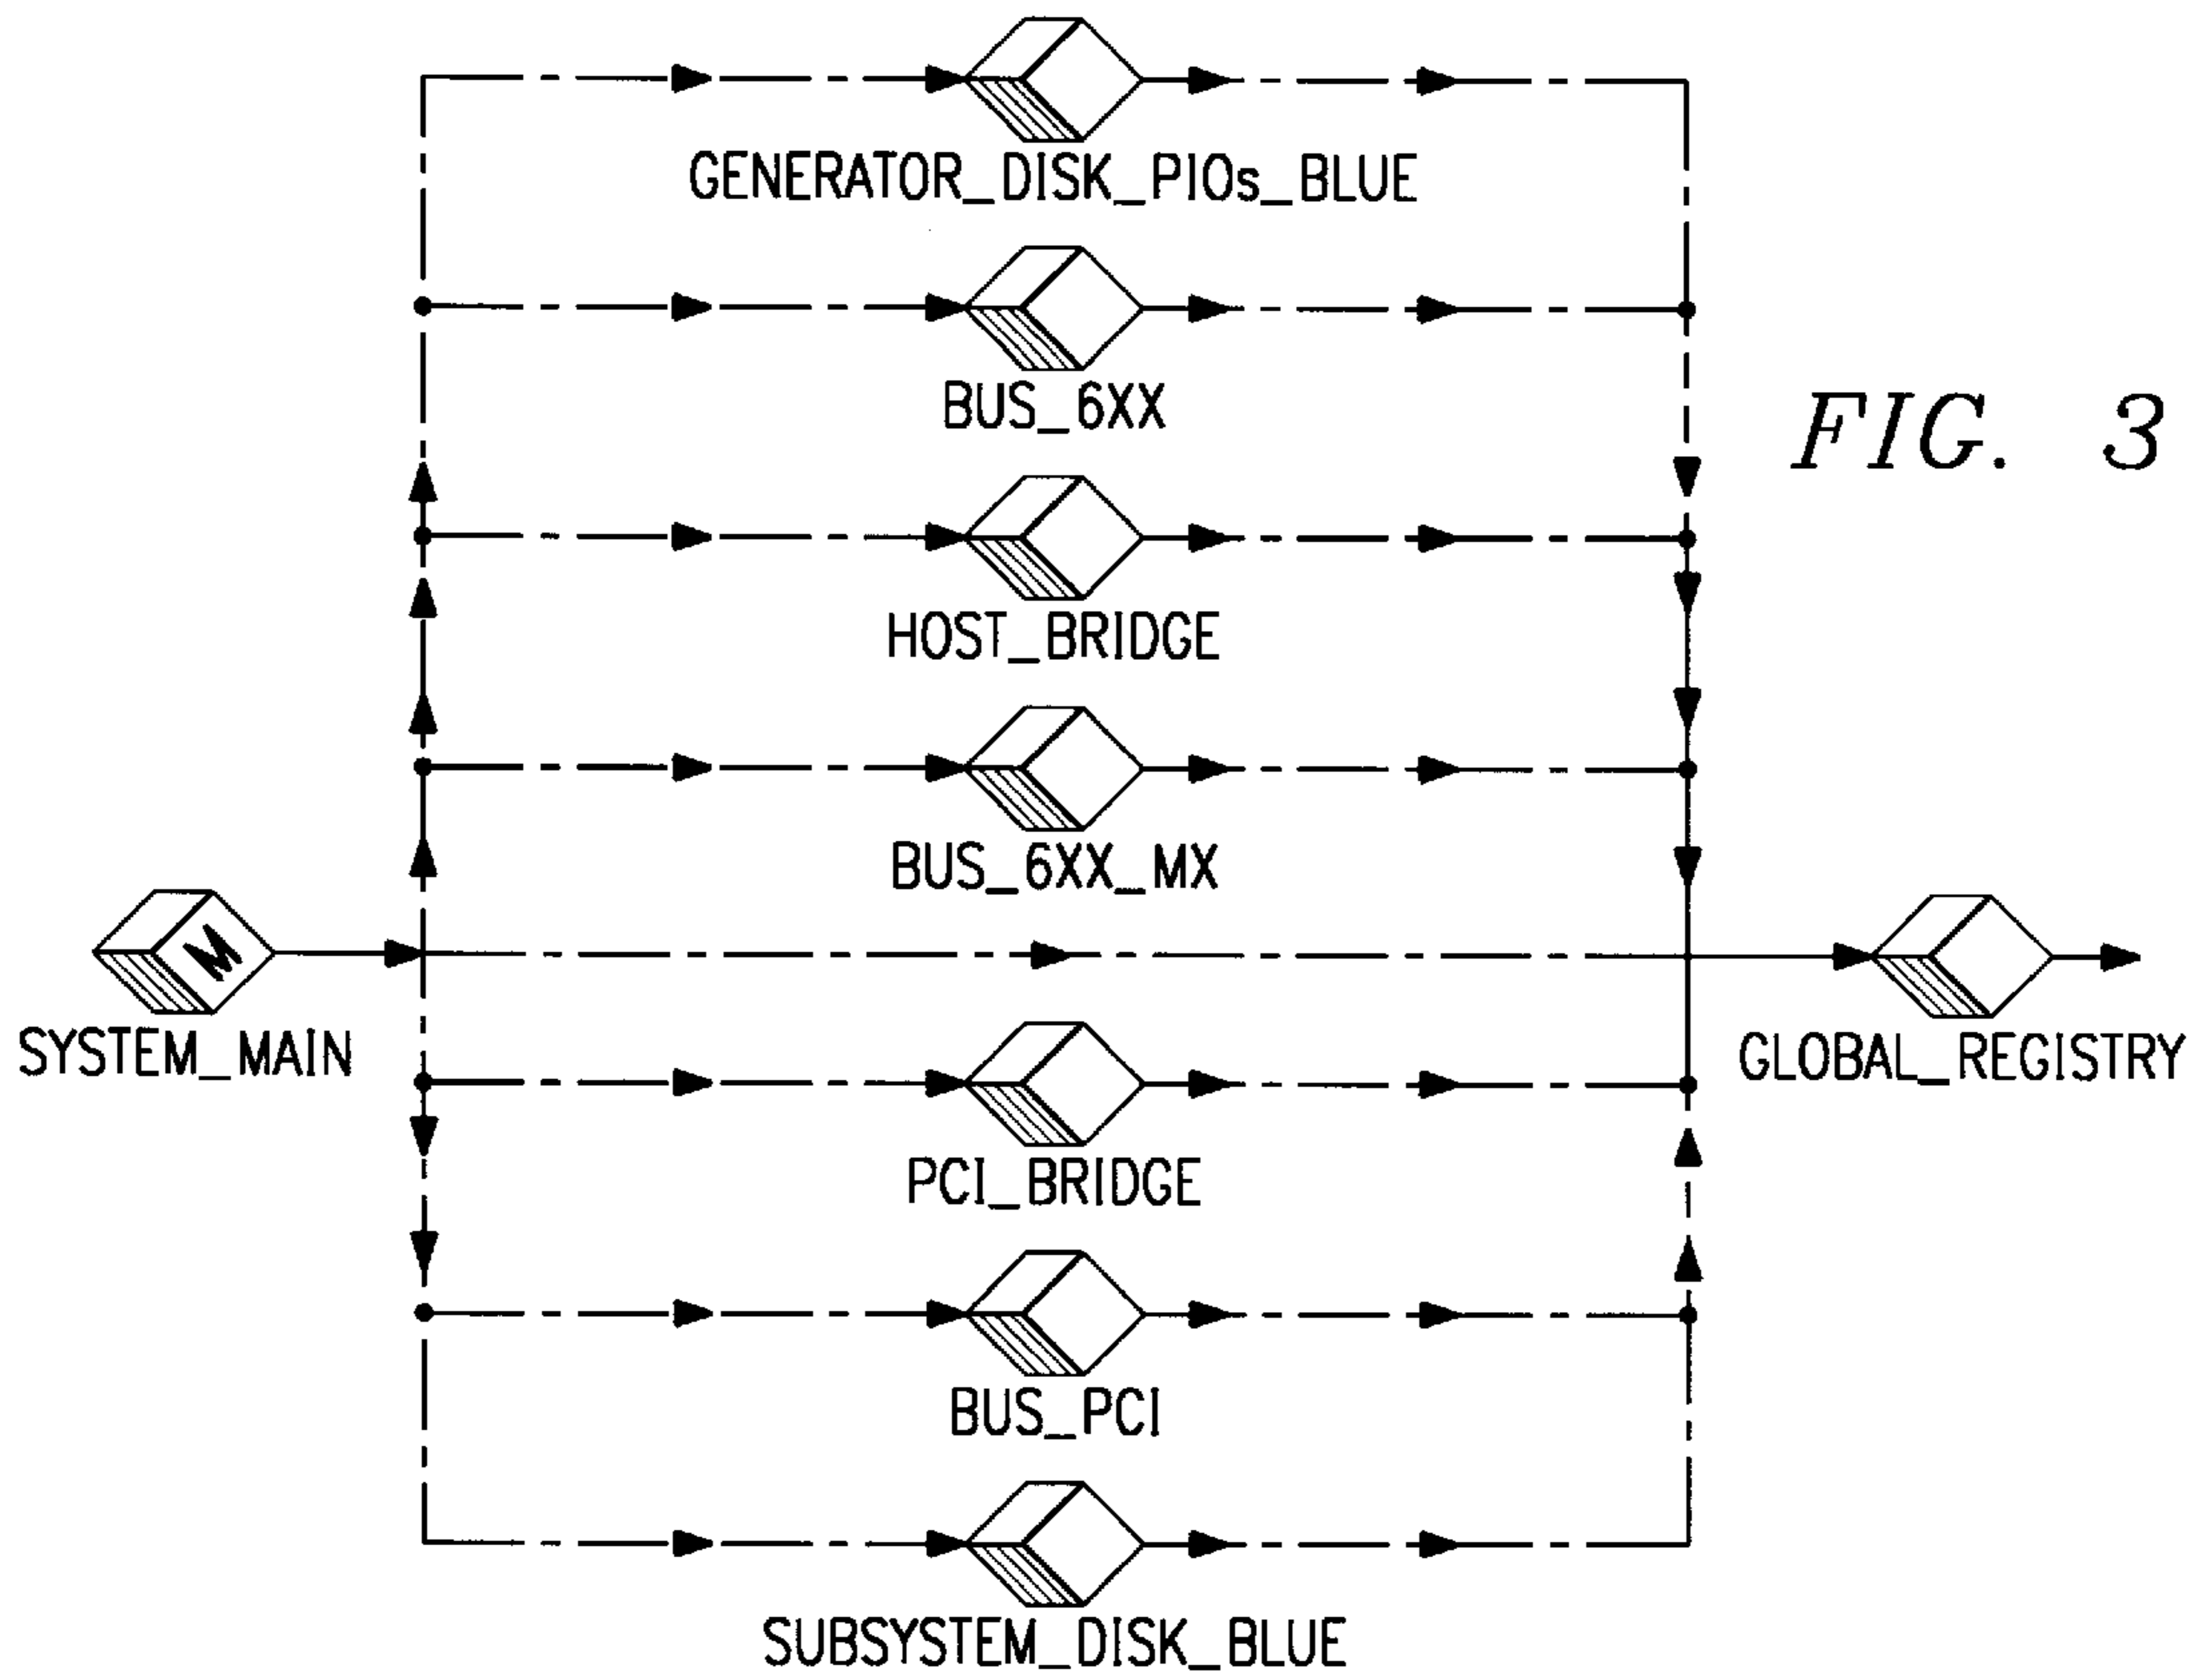 GENERATOR_DISK_PIOs_BLUE
BUS_6XX
FIG. 3
HOST_BRIDGE
BUS_6XX_MX
M
SYSTEM_MAIN
GLOBAL_REGISTRY
PCI_BRIDGE
BUS_PCI
SUBSYSTEM_DISK_BLUE